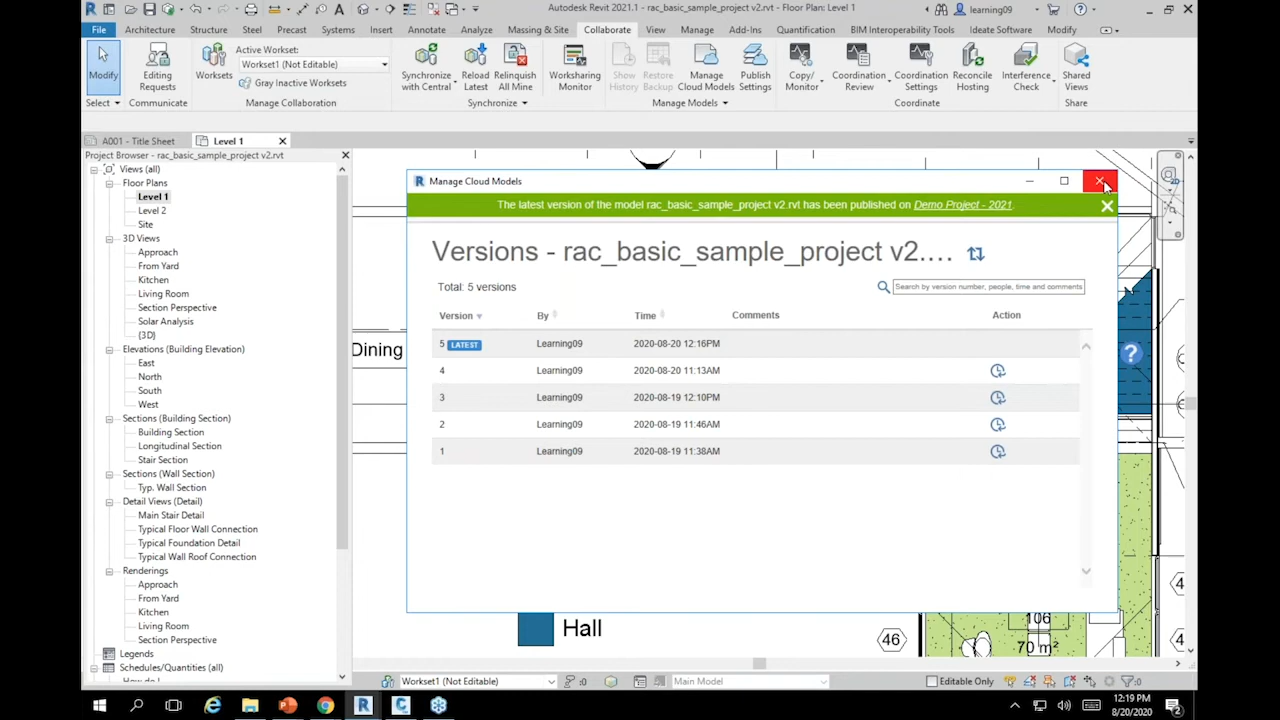 Autodesk Revit 2021.1 - rac_basic_sample_project v2.rvt - Floor Plan: Level 1
learning09
File Architecture Structure Steel Precast Systems Insert Annotate Analyze Massing & Site Collaborate View Manage Add-Ins Quantification BIM Interoperability Tools Ideate Software Modify
Modify
Editing Requests
Worksets
Active Workset:
Workset1 (Not Editable)
Gray Inactive Worksets
Synchronize with Central
Reload Latest
Relinquish All Mine
Worksharing Monitor
Show History
Restore Backup
Manage Cloud Models
Publish Settings
Copy/ Monitor
Coordination Review
Coordination Settings
Reconcile Hosting
Interference Check
Shared Views
Select Communicate Manage Collaboration Synchronize Manage Models Coordinate Share
A001 - Title Sheet Level 1
Project Browser - rac_basic_sample_project v2.rvt
Views (all)
Floor Plans
Level 1
Level 2
Site
3D Views
Approach
From Yard
Kitchen
Living Room
Section Perspective
Solar Analysis
{3D}
Elevations (Building Elevation)
East
North
South
West
Sections (Building Section)
Building Section
Longitudinal Section
Stair Section
Sections (Wall Section)
Typ. Wall Section
Detail Views (Detail)
Main Stair Detail
Typical Floor Wall Connection
Typical Foundation Detail
Typical Wall Roof Connection
Renderings
Approach
From Yard
Kitchen
Living Room
Section Perspective
Legends
Schedules/Quantities (all)
Manage Cloud Models
The latest version of the model rac_basic_sample_project v2.rvt has been published on Demo Project - 2021.
Versions - rac_basic_sample_project v2....
Total: 5 versions
Search by version number, people, time and comments
Version By Time Comments Action
5 LATEST Learning09 2020-08-20 12:16PM
4 Learning09 2020-08-20 11:13AM
3 Learning09 2020-08-19 12:10PM
2 Learning09 2020-08-19 11:46AM
1 Learning09 2020-08-19 11:38AM
Dining
Hall
46
106
70 m²
4
4
Workset1 (Not Editable) :0 Main Model Editable Only :0
12:19 PM
8/20/2020
2